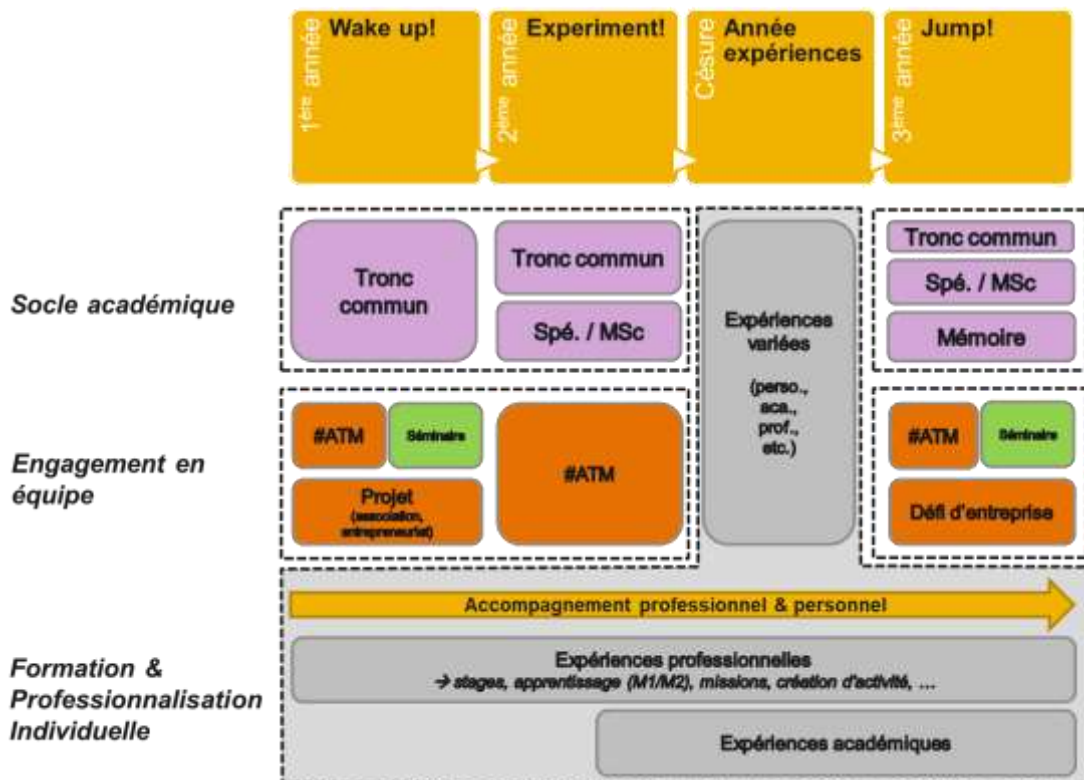 1ère année
Wake up!
2ème année
Experiment!
Césure
Année
expériences
3ème année
Jump!
Socle académique
Tronc
commun
Tronc commun
Spé. / MSc
Expériences
variées
(perso.,
aca.,
prof.,
etc.)
Tronc commun
Spé. / MSc
Mémoire
Engagement en
équipe
#ATM
Séminaire
Projet
(association,
entrepreneuriat)
#ATM
#ATM
Séminaire
Défi d'entreprise
Formation &
Professionnalisation
Individuelle
Accompagnement professionnel & personnel
Expériences professionnelles
→ stages, apprentissage (M1/M2), missions, création d'activité, ...
Expériences académiques